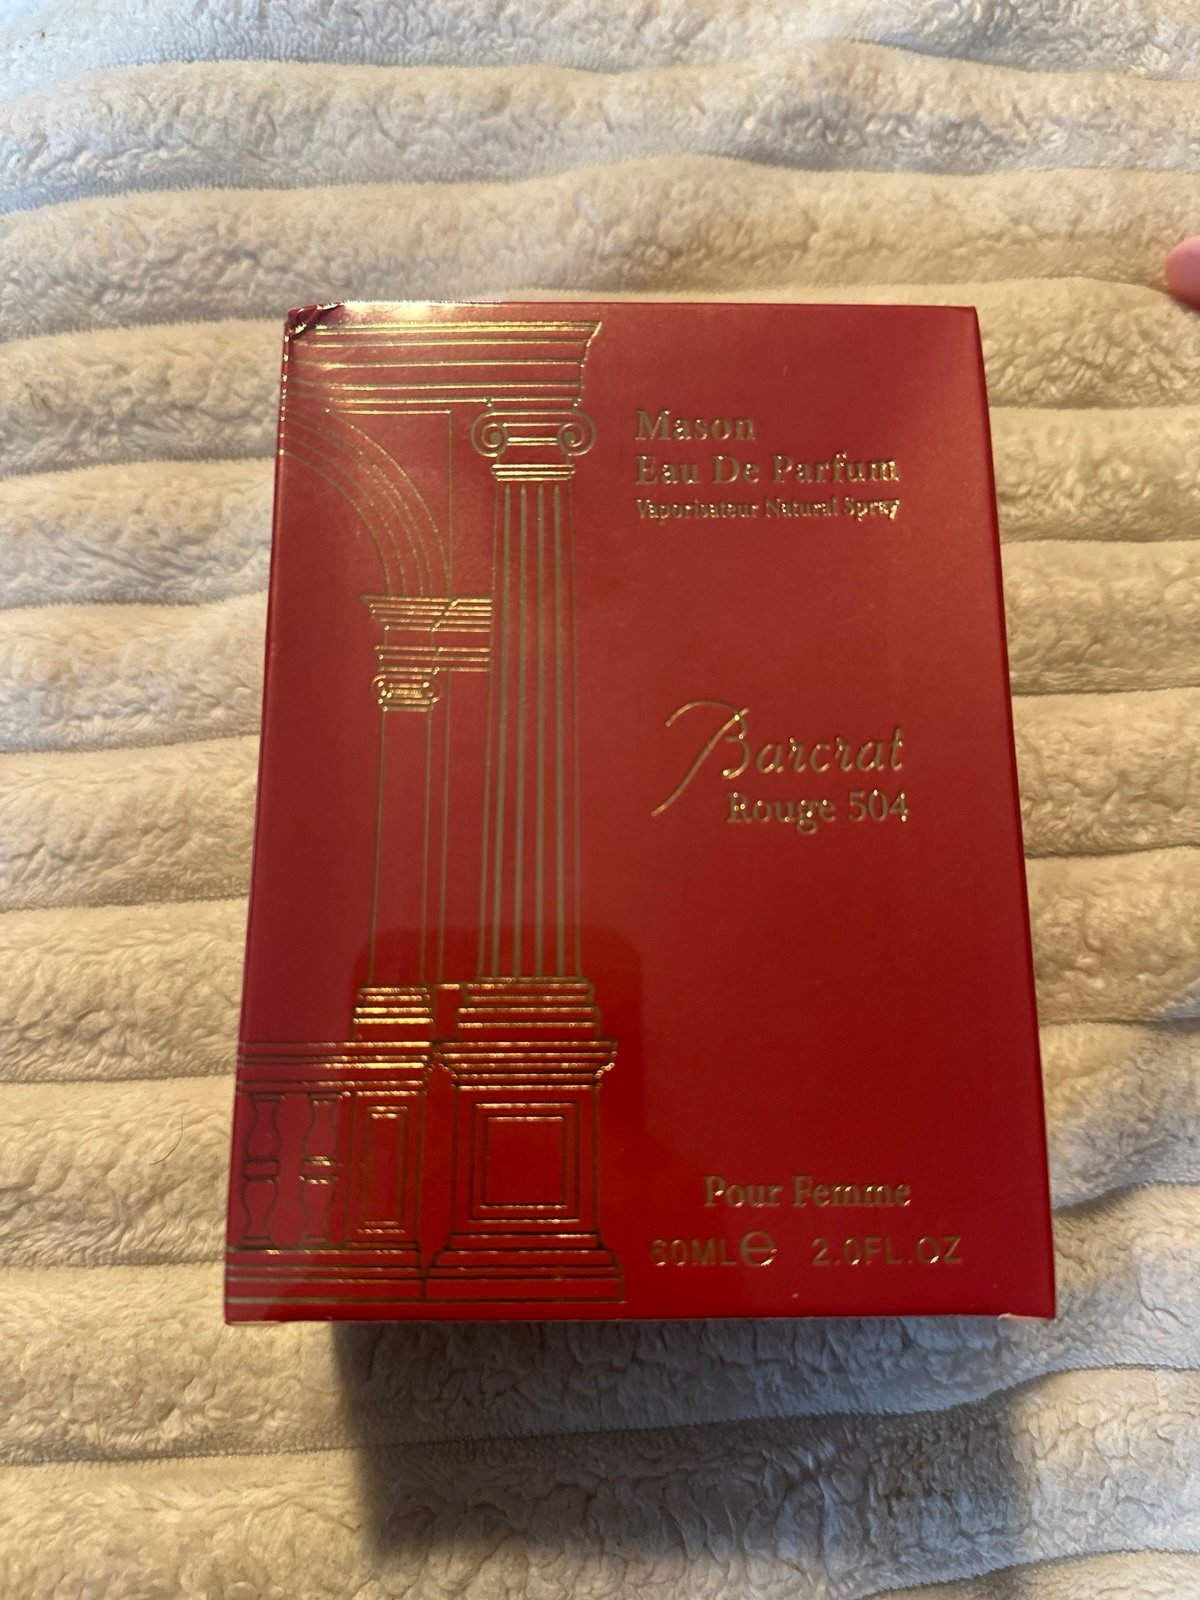 Mason
Eau De Parfum
Vaporisateur Natural Spray
Barcrat
Rouge 504
Pour Femme
60ML℮ 2.0FL.OZ